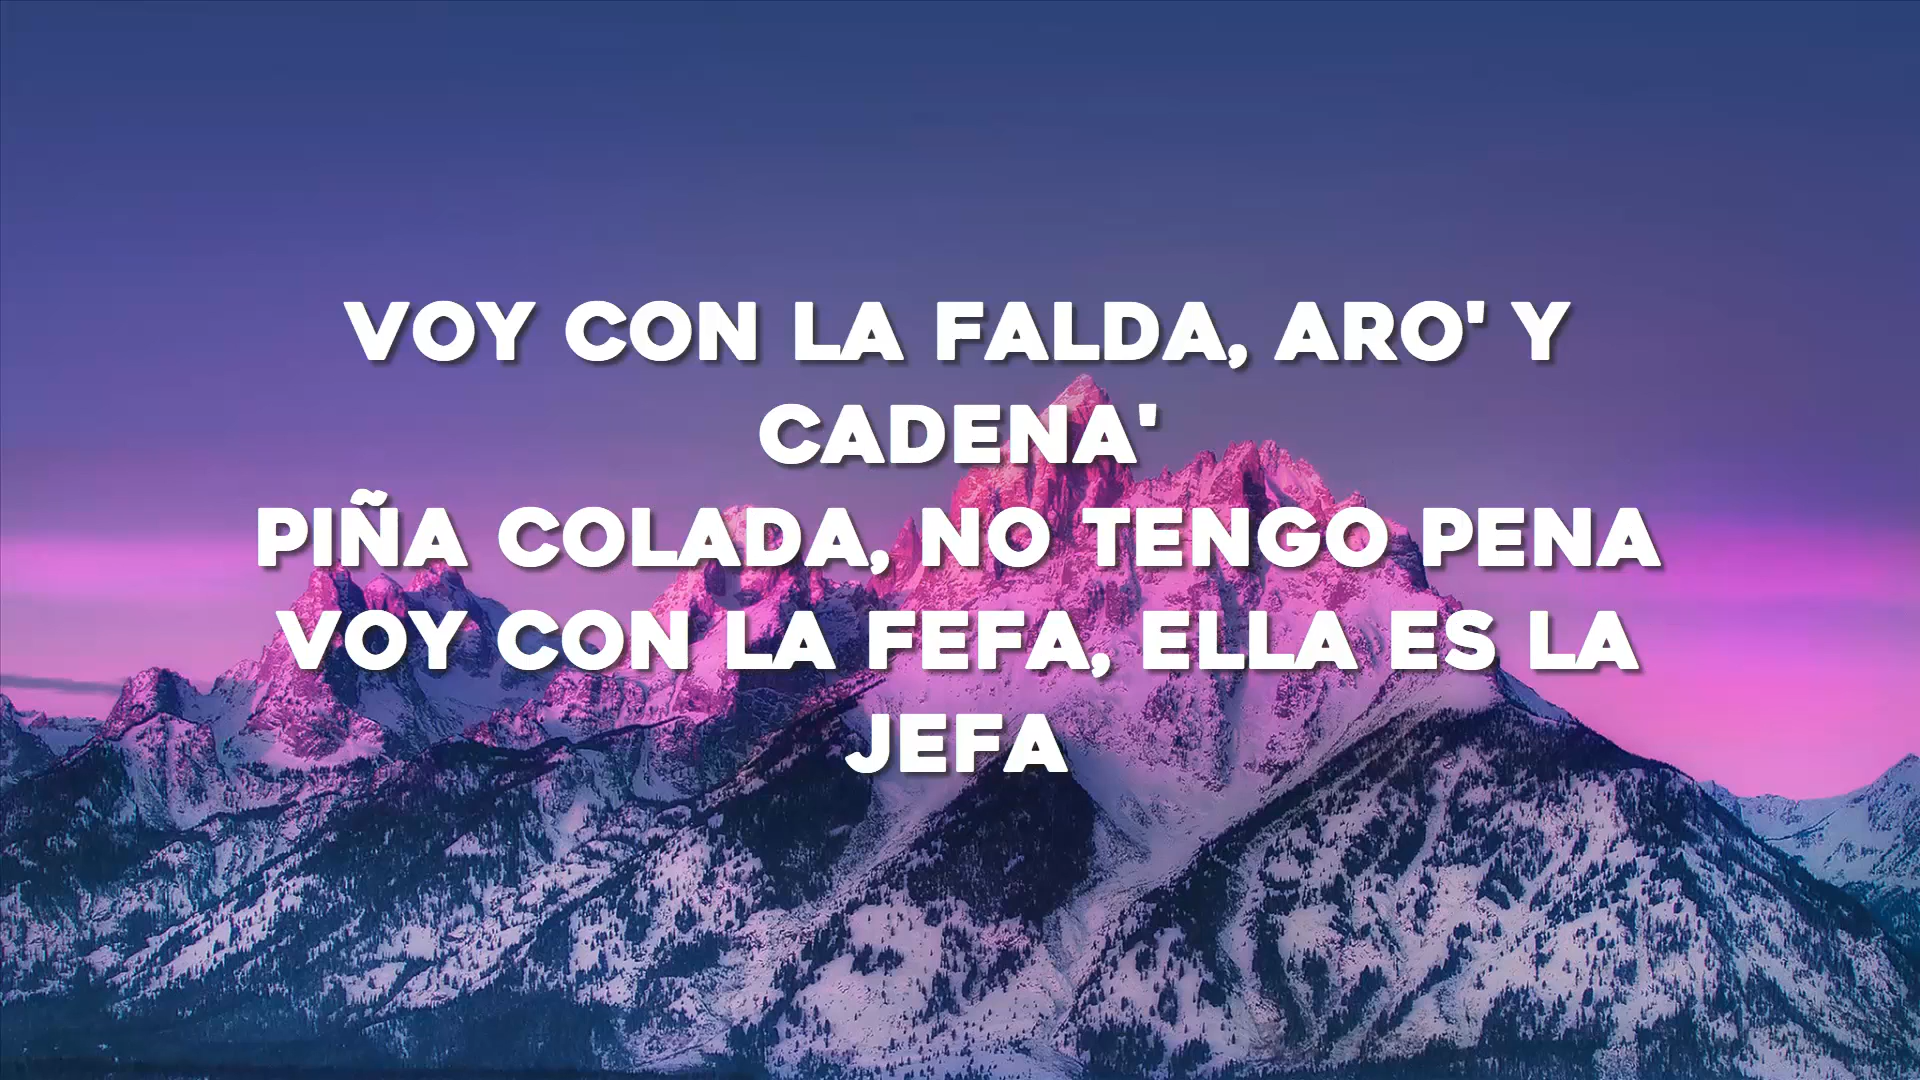 VOY CON LA FALDA, ARO' Y
CADENA'
PIÑA COLADA, NO TENGO PENA
VOY CON LA FEFA, ELLA ES LA
JEFA